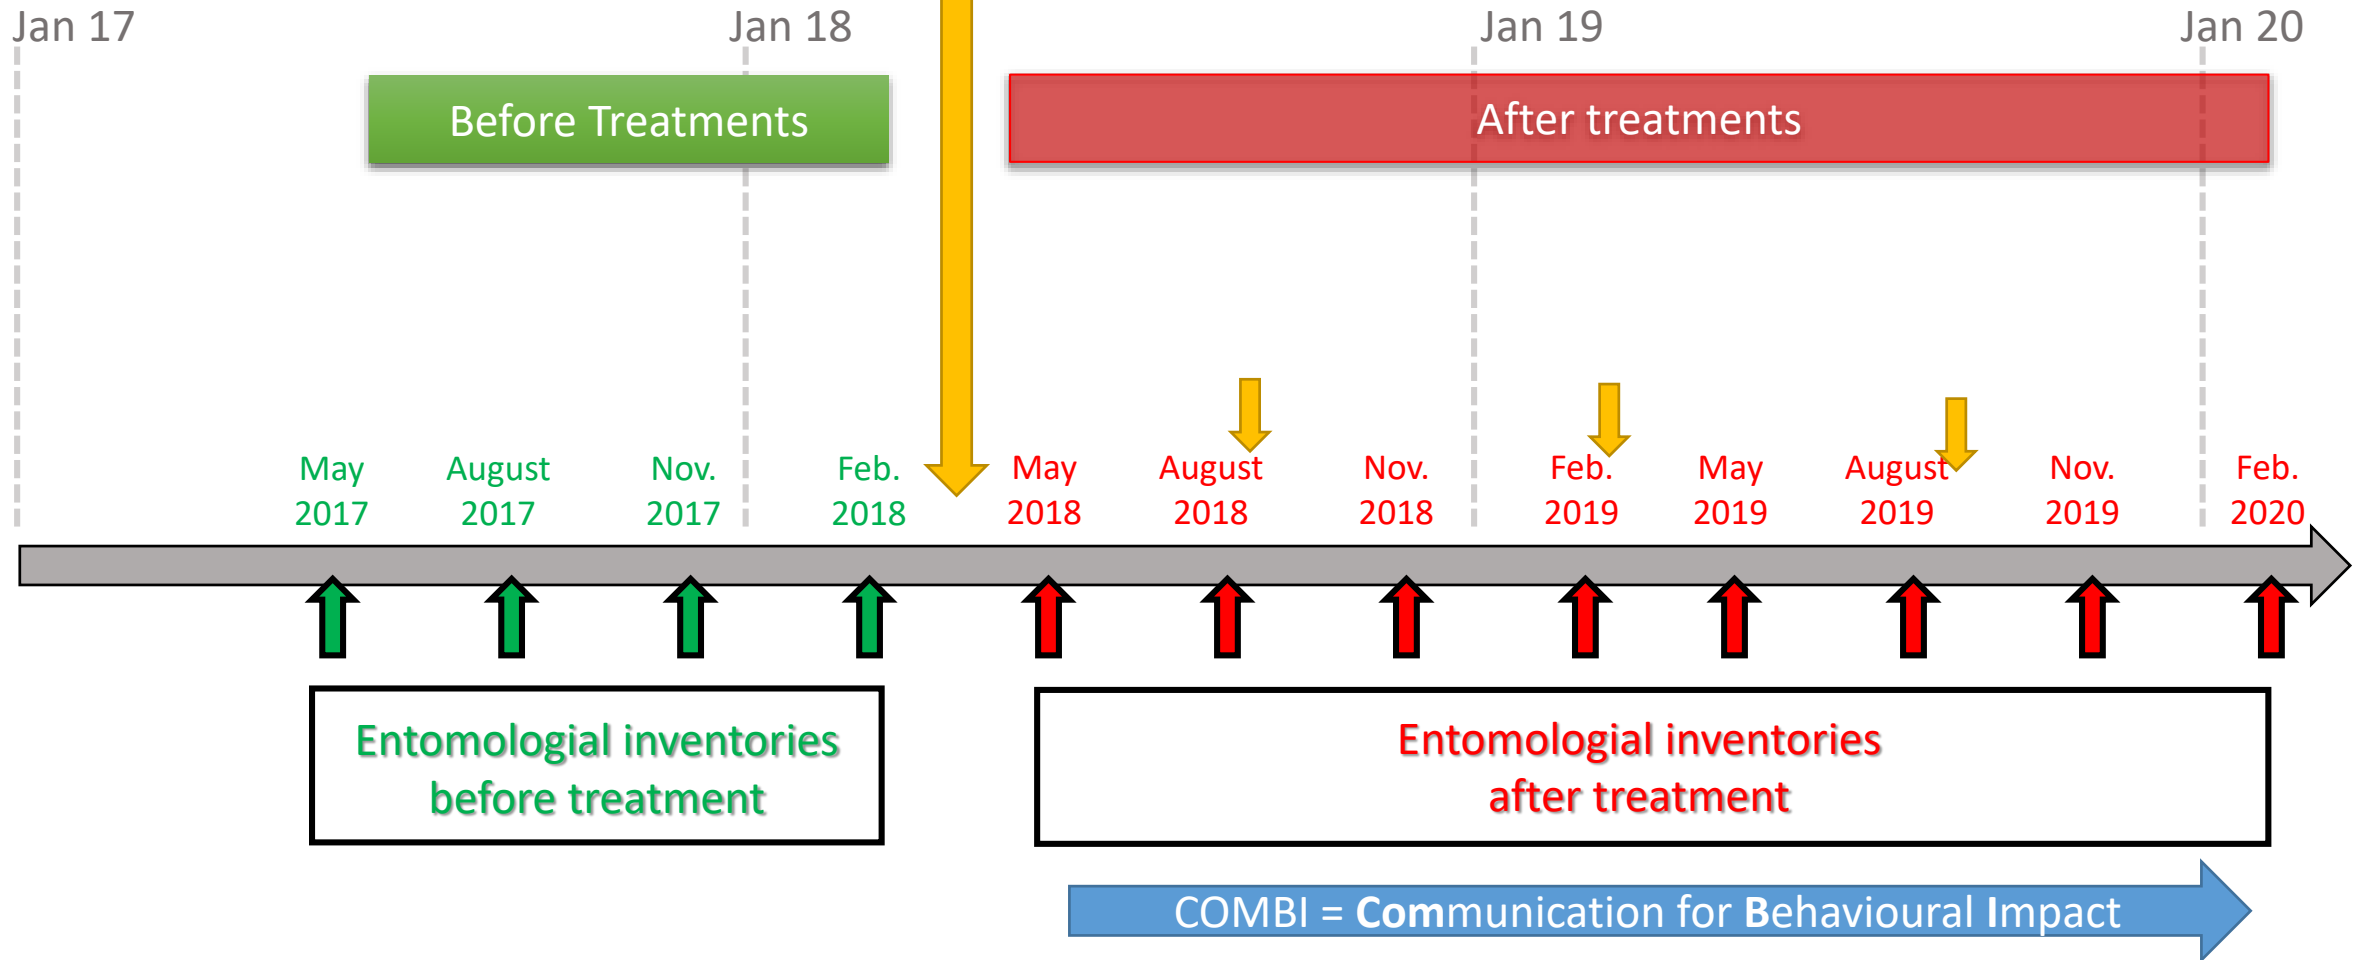 Jan 17
Jan 18
Jan 19
Jan 20
Before Treatments
After treatments
May
2017
August
2017
Nov.
2017
Feb.
2018
May
2018
August
2018
Nov.
2018
Feb.
2019
May
2019
August
2019
Nov.
2019
Feb.
2020
Entomologial inventories
before treatment
Entomologial inventories
after treatment
COMBI = Communication for Behavioural Impact